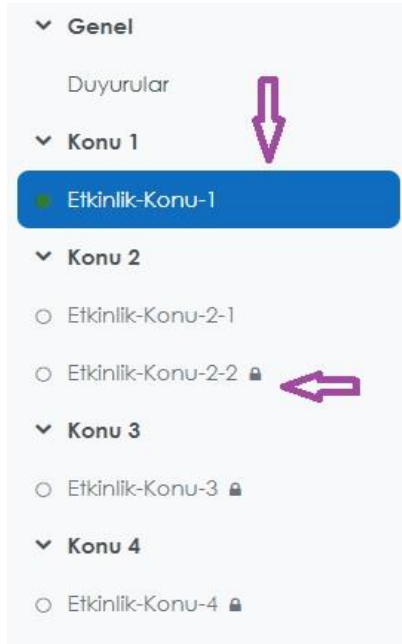 Genel
Duyurular
Konu 1
Etkinlik-Konu-1
Konu 2
Etkinlik-Konu-2-1
Etkinlik-Konu-2-2
Konu 3
Etkinlik-Konu-3
Konu 4
Etkinlik-Konu-4